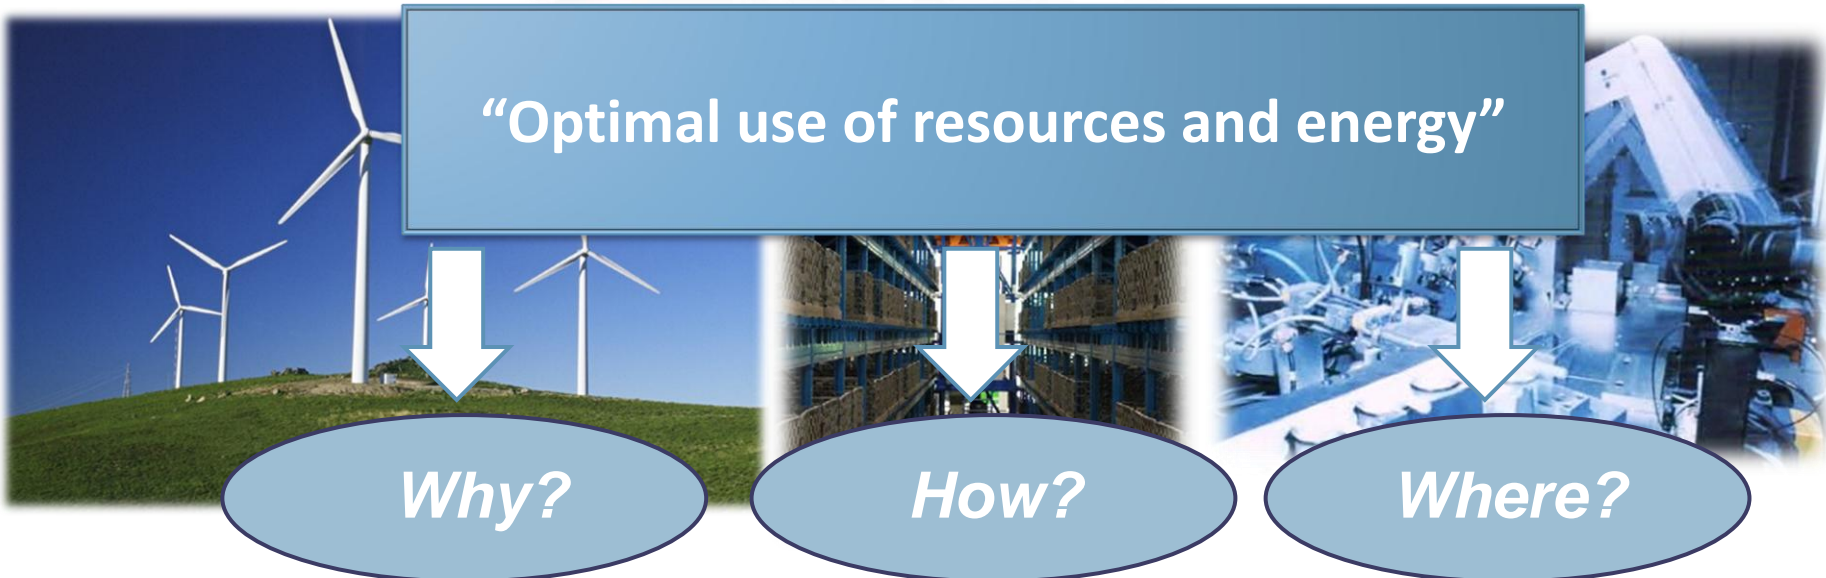 “Optimal use of resources and energy”
Why?
How?
Where?